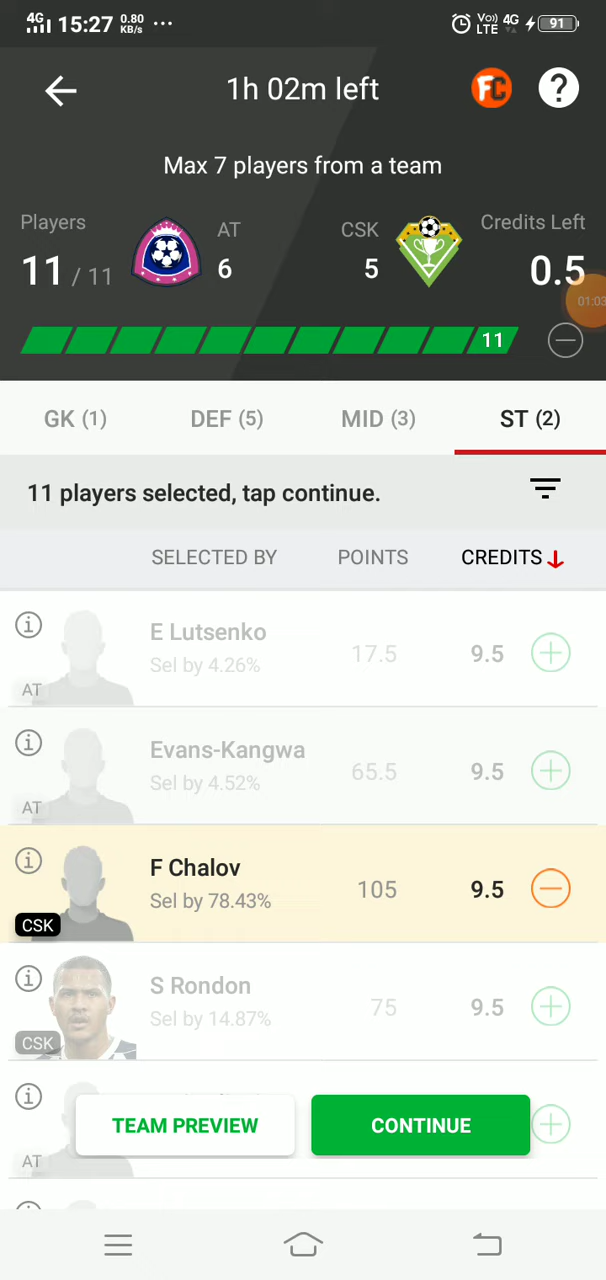 4G 15:27 0.80 KB/s ... Vo) LTE 4G 91
1h 02m left FC ?
Max 7 players from a team
Players AT CSK Credits Left
11 / 11 6 5 0.5
01:03
11
GK (1) DEF (5) MID (3) ST (2)
11 players selected, tap continue.
SELECTED BY POINTS CREDITS
E Lutsenko
Sel by 4.26% 17.5 9.5
AT
Evans-Kangwa
Sel by 4.52% 65.5 9.5
AT
F Chalov
Sel by 78.43% 105 9.5
CSK
S Rondon
Sel by 14.87% 75 9.5
CSK
TEAM PREVIEW CONTINUE
AT